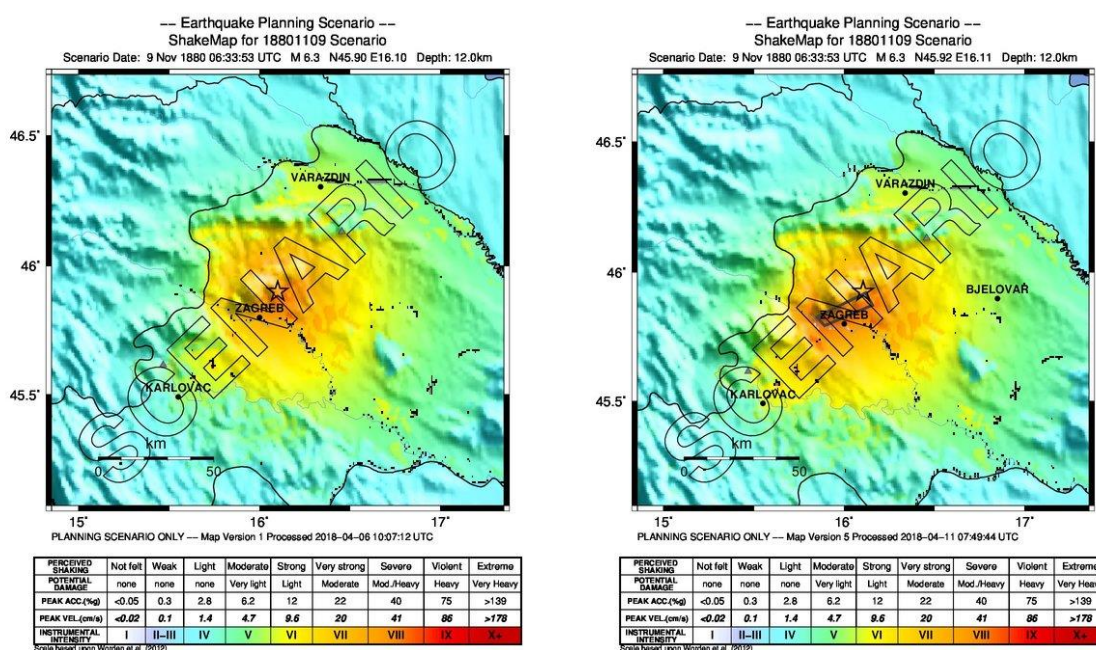 -- Earthquake Planning Scenario --
ShakeMap for 18801109 Scenario
Scenario Date: 9 Nov 1880 06:33:53 UTC M 6.3 N45.90 E16.10 Depth: 12.0km
46.5°
46°
45.5°
SCENARIO
VARAZDIN
ZAGREB
KARLOVAC
km
0 50
15° 16° 17°
PLANNING SCENARIO ONLY -- Map Version 1 Processed 2018-04-06 10:07:12 UTC
PERCEIVED SHAKING Not felt Weak Light Moderate Strong Very strong Severe Violent Extreme
POTENTIAL DAMAGE none none none Very light Light Moderate Mod./Heavy Heavy Very Heavy
PEAK ACC.(%g) <0.05 0.3 2.8 6.2 12 22 40 75 >139
PEAK VEL.(cm/s) <0.02 0.1 1.4 4.7 9.6 20 41 86 >178
INSTRUMENTAL INTENSITY I II-III IV V VI VII VIII IX X+
Scale based upon Worden et al. (2012)
-- Earthquake Planning Scenario --
ShakeMap for 18801109 Scenario
Scenario Date: 9 Nov 1880 06:33:53 UTC M 6.3 N45.92 E16.11 Depth: 12.0km
46.5°
46°
45.5°
SCENARIO
VARAZDIN
BJELOVAR
ZAGREB
KARLOVAC
km
0 50
15° 16° 17°
PLANNING SCENARIO ONLY -- Map Version 5 Processed 2018-04-11 07:49:44 UTC
PERCEIVED SHAKING Not felt Weak Light Moderate Strong Very strong Severe Violent Extreme
POTENTIAL DAMAGE none none none Very light Light Moderate Mod./Heavy Heavy Very Heavy
PEAK ACC.(%g) <0.05 0.3 2.8 6.2 12 22 40 75 >139
PEAK VEL.(cm/s) <0.02 0.1 1.4 4.7 9.6 20 41 86 >178
INSTRUMENTAL INTENSITY I II-III IV V VI VII VIII IX X+
Scale based upon Worden et al. (2012)